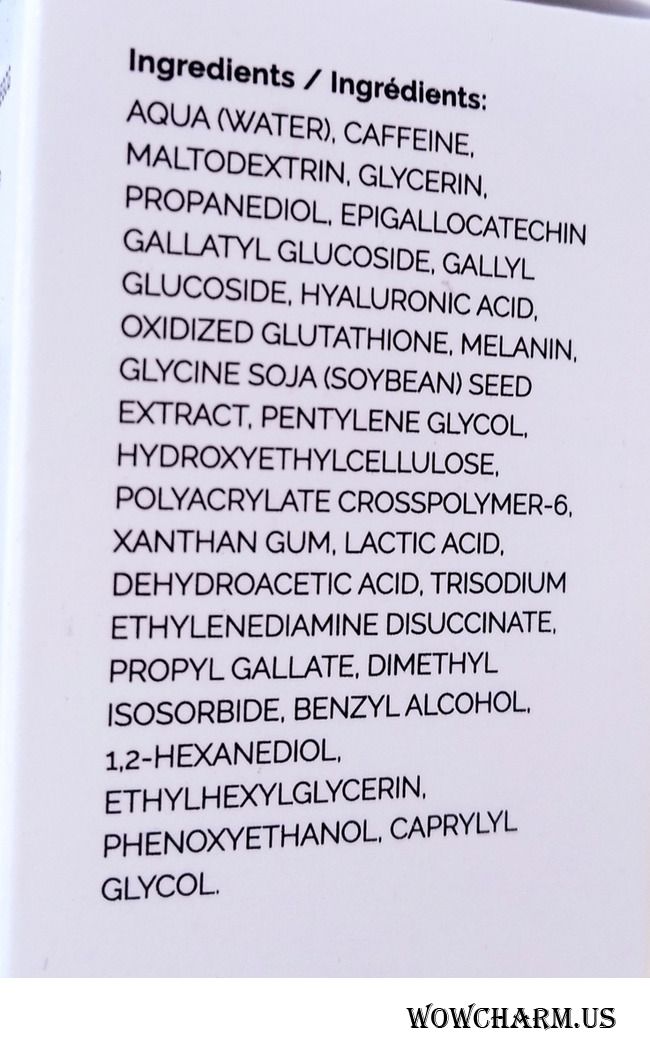 Ingredients / Ingrédients:
AQUA (WATER), CAFFEINE,
MALTODEXTRIN, GLYCERIN,
PROPANEDIOL, EPIGALLOCATECHIN
GALLATYL GLUCOSIDE, GALLYL
GLUCOSIDE, HYALURONIC ACID,
OXIDIZED GLUTATHIONE, MELANIN,
GLYCINE SOJA (SOYBEAN) SEED
EXTRACT, PENTYLENE GLYCOL,
HYDROXYETHYLCELLULOSE,
POLYACRYLATE CROSSPOLYMER-6,
XANTHAN GUM, LACTIC ACID,
DEHYDROACETIC ACID, TRISODIUM
ETHYLENEDIAMINE DISUCCINATE,
PROPYL GALLATE, DIMETHYL
ISOSORBIDE, BENZYL ALCOHOL,
1,2-HEXANEDIOL,
ETHYLHEXYLGLYCERIN,
PHENOXYETHANOL, CAPRYLYL
GLYCOL.
WOWCHARM.US